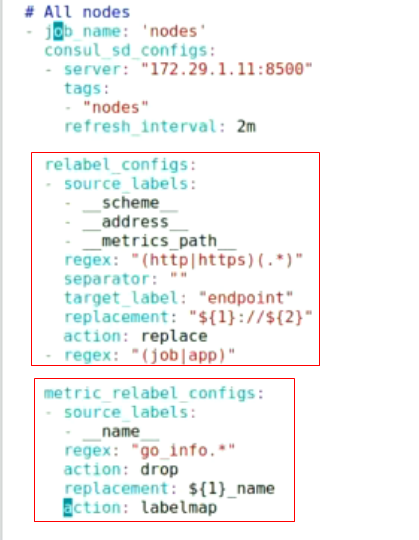 # All nodes
- job_name: 'nodes'
consul_sd_configs:
- server: "172.29.1.11:8500"
tags:
- "nodes"
refresh_interval: 2m
relabel_configs:
- source_labels:
- __scheme__
- __address__
- __metrics_path__
regex: "(http|https)(.*)"
separator: ""
target_label: "endpoint"
replacement: "${1}://${2}"
action: replace
- regex: "(job|app)"
metric_relabel_configs:
- source_labels:
- __name__
regex: "go_info.*"
action: drop
replacement: ${1}_name
action: labelmap